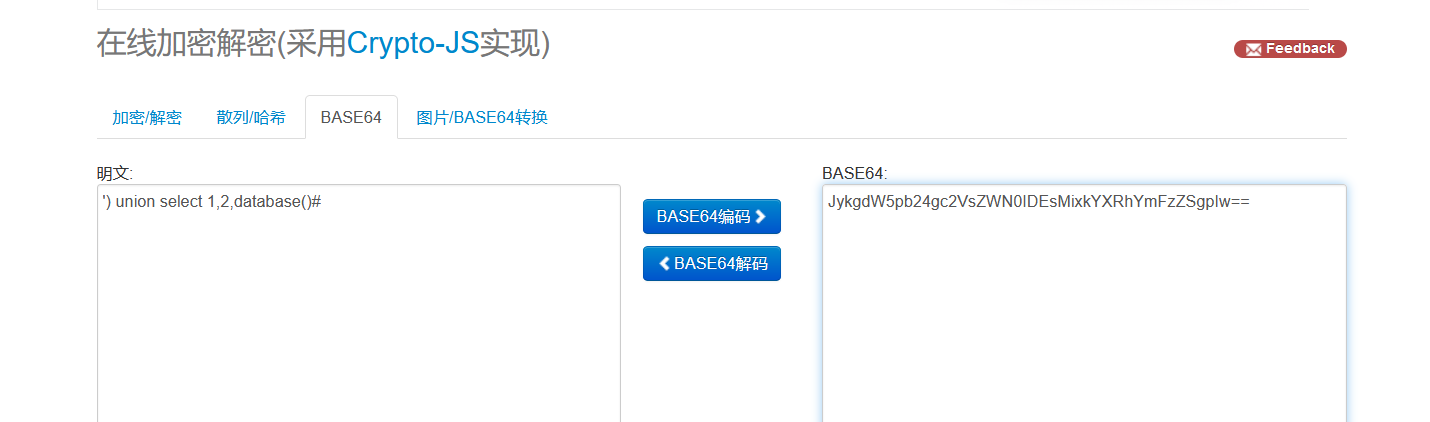 在线加密解密(采用Crypto-JS实现)
Feedback
加密/解密 散列/哈希 BASE64 图片/BASE64转换
明文:
BASE64:
') union select 1,2,database()#
BASE64编码
BASE64解码
JykgdW5pb24gc2VsZWN0IDEsMixkYXRhYmFzZSgpIw==